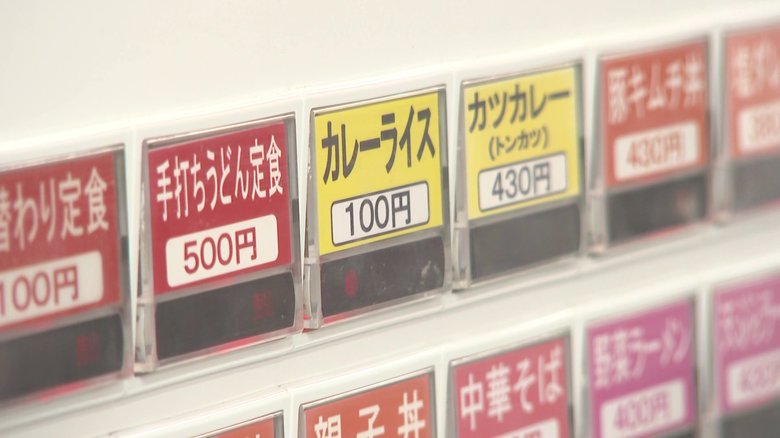 替わり定食
100円
手打ちうどん定食
500円
カレーライス
100円
カツカレー
(トンカツ)
430円
豚キムチ丼
430円
親子丼
中華そば
野菜ラーメン
400円